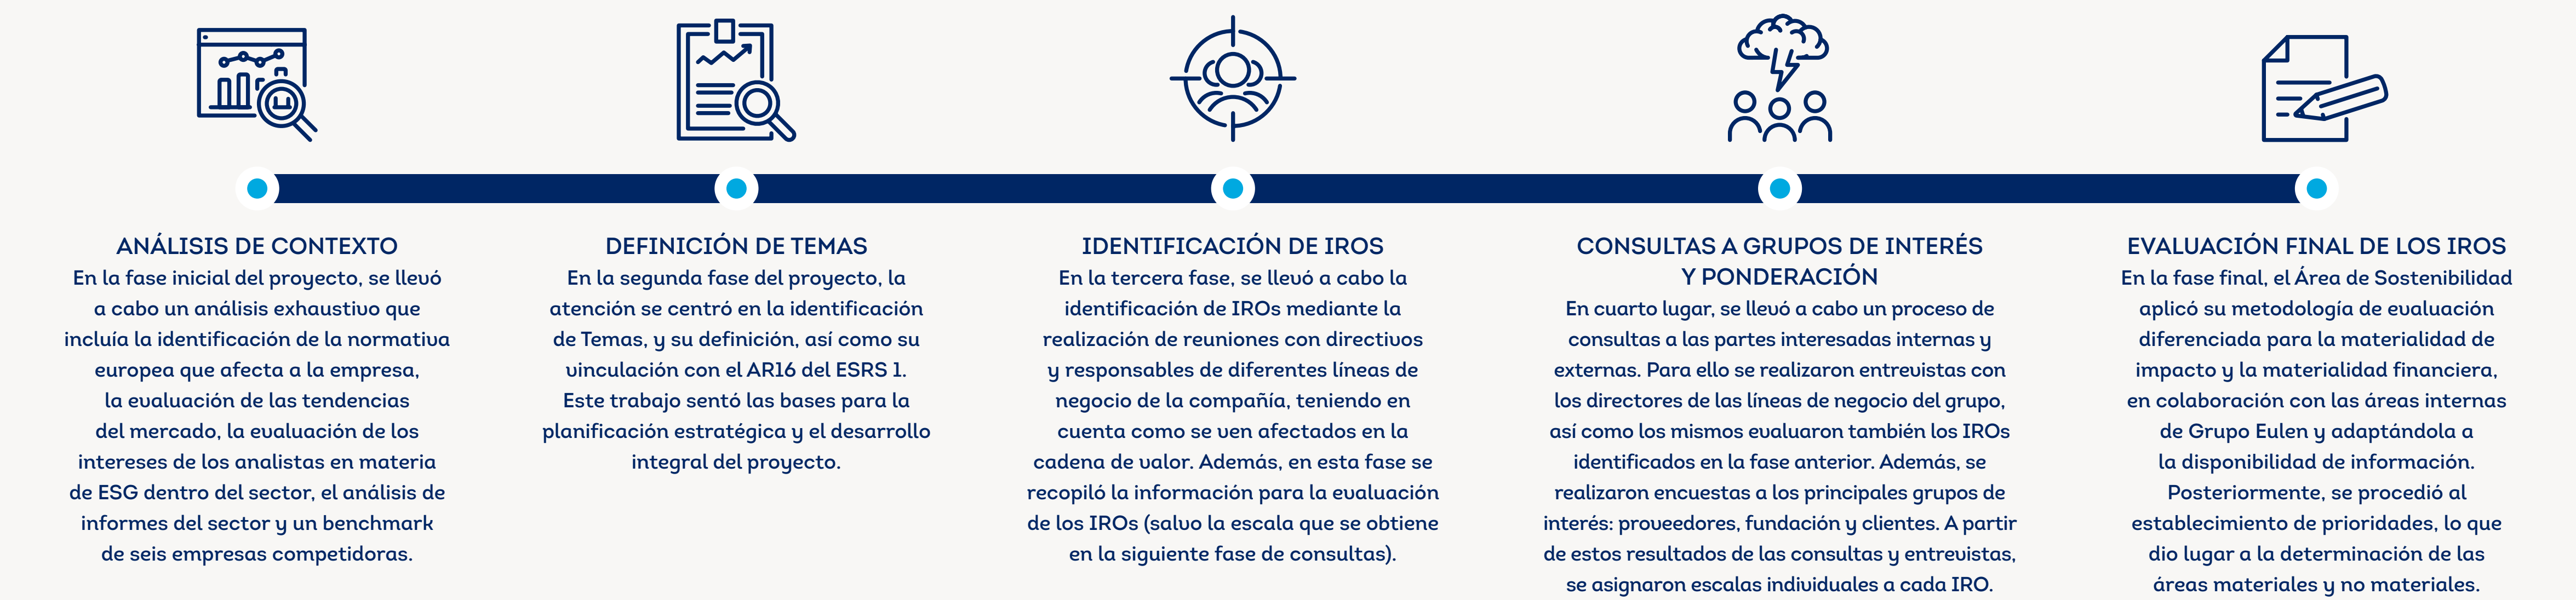 ANÁLISIS DE CONTEXTO
En la fase inicial del proyecto, se llevó
a cabo un análisis exhaustivo que
incluía la identificación de la normativa
europea que afecta a la empresa,
la evaluación de las tendencias
del mercado, la evaluación de los
intereses de los analistas en materia
de ESG dentro del sector, el análisis de
informes del sector y un benchmark
de seis empresas competidoras.
DEFINICIÓN DE TEMAS
En la segunda fase del proyecto, la
atención se centró en la identificación
de Temas, y su definición, así como su
vinculación con el AR16 del ESRS 1.
Este trabajo sentó las bases para la
planificación estratégica y el desarrollo
integral del proyecto.
IDENTIFICACIÓN DE IROS
En la tercera fase, se llevó a cabo la
identificación de IROs mediante la
realización de reuniones con directivos
y responsables de diferentes líneas de
negocio de la compañía, teniendo en
cuenta como se ven afectados en la
cadena de valor. Además, en esta fase se
recopiló la información para la evaluación
de los IROs (salvo la escala que se obtiene
en la siguiente fase de consultas).
CONSULTAS A GRUPOS DE INTERÉS
Y PONDERACIÓN
En cuarto lugar, se llevó a cabo un proceso de
consultas a las partes interesadas internas y
externas. Para ello se realizaron entrevistas con
los directores de las líneas de negocio del grupo,
así como los mismos evaluaron también los IROs
identificados en la fase anterior. Además, se
realizaron encuestas a los principales grupos de
interés: proveedores, fundación y clientes. A partir
de estos resultados de las consultas y entrevistas,
se asignaron escalas individuales a cada IRO.
EVALUACIÓN FINAL DE LOS IROS
En la fase final, el Área de Sostenibilidad
aplicó su metodología de evaluación
diferenciada para la materialidad de
impacto y la materialidad financiera,
en colaboración con las áreas internas
de Grupo Eulen y adaptándola a
la disponibilidad de información.
Posteriormente, se procedió al
establecimiento de prioridades, lo que
dio lugar a la determinación de las
áreas materiales y no materiales.